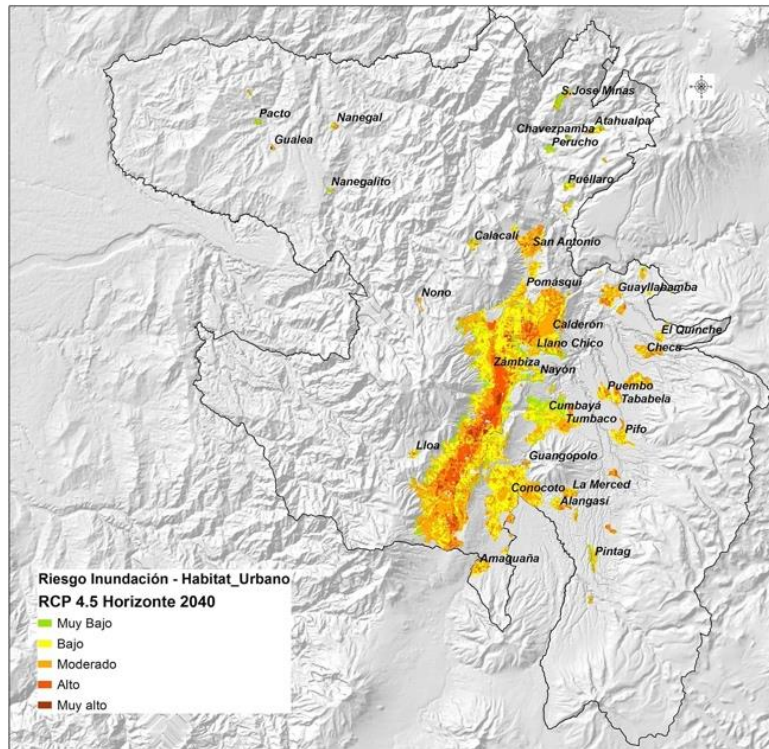 S.Jose Minas
Pacto
Nanegal
Atahualpa
Chavezpamba
Gualea
Perucho
Puéllaro
Nanegalito
Calacali
San Antonio
Pomásqui
Guayllabamba
Nono
Calderón
El Quinche
Llano Chico
Checa
Zámbiza
Nayón
Puembo
Tababela
Cumbayá
Tumbaco
Pifo
Lloa
Guangopolo
Conocoto
La Merced
Alangasí
Pintag
Amaguaña
Riesgo Inundación - Habitat_Urbano
RCP 4.5 Horizonte 2040
Muy Bajo
Bajo
Moderado
Alto
Muy alto